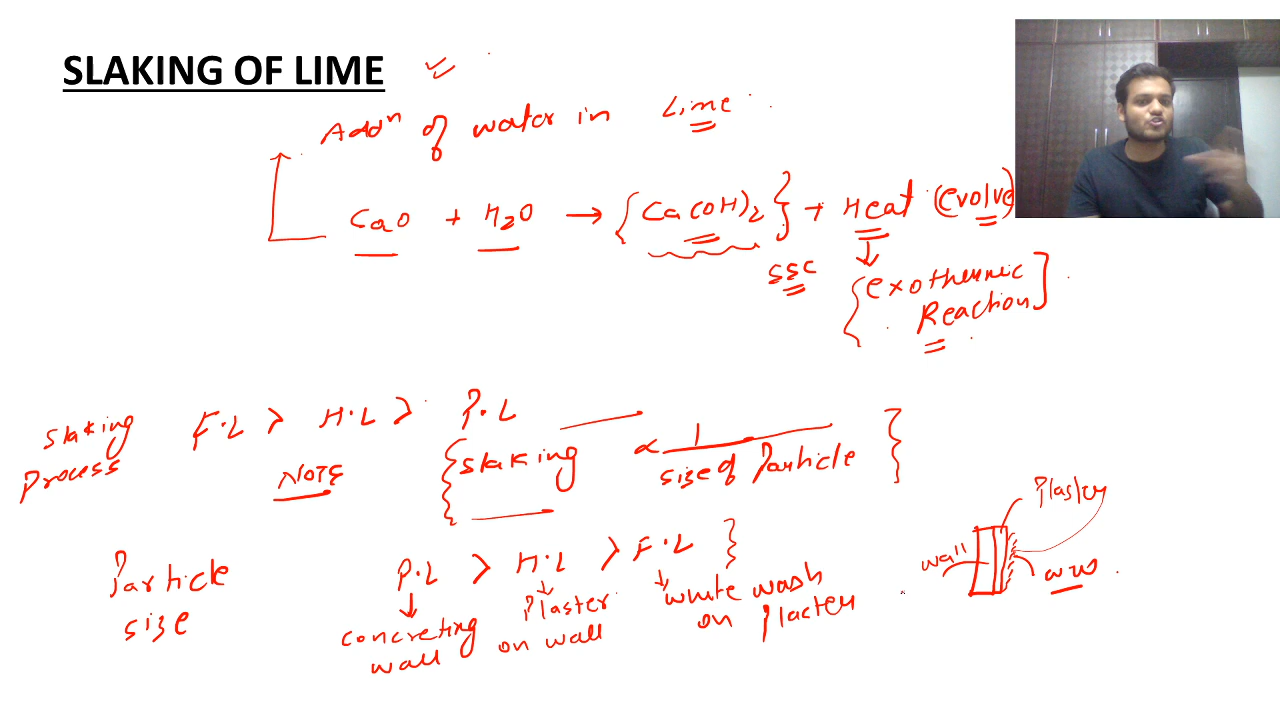 SLAKING OF LIME
Addn of water in Lime
CaO + H2O → {Ca(OH)2} + Heat (evolve)
SSC
{exothermic
Reaction]
Slaking
Process
F.L > H.L > P.L
NOTE
{Slaking ∝ 1
size of Particle}
Particle
size
P.L > H.L > F.L }
concreting
wall
Plaster
on wall
white wash
on Placter
Plaster
wall
WW